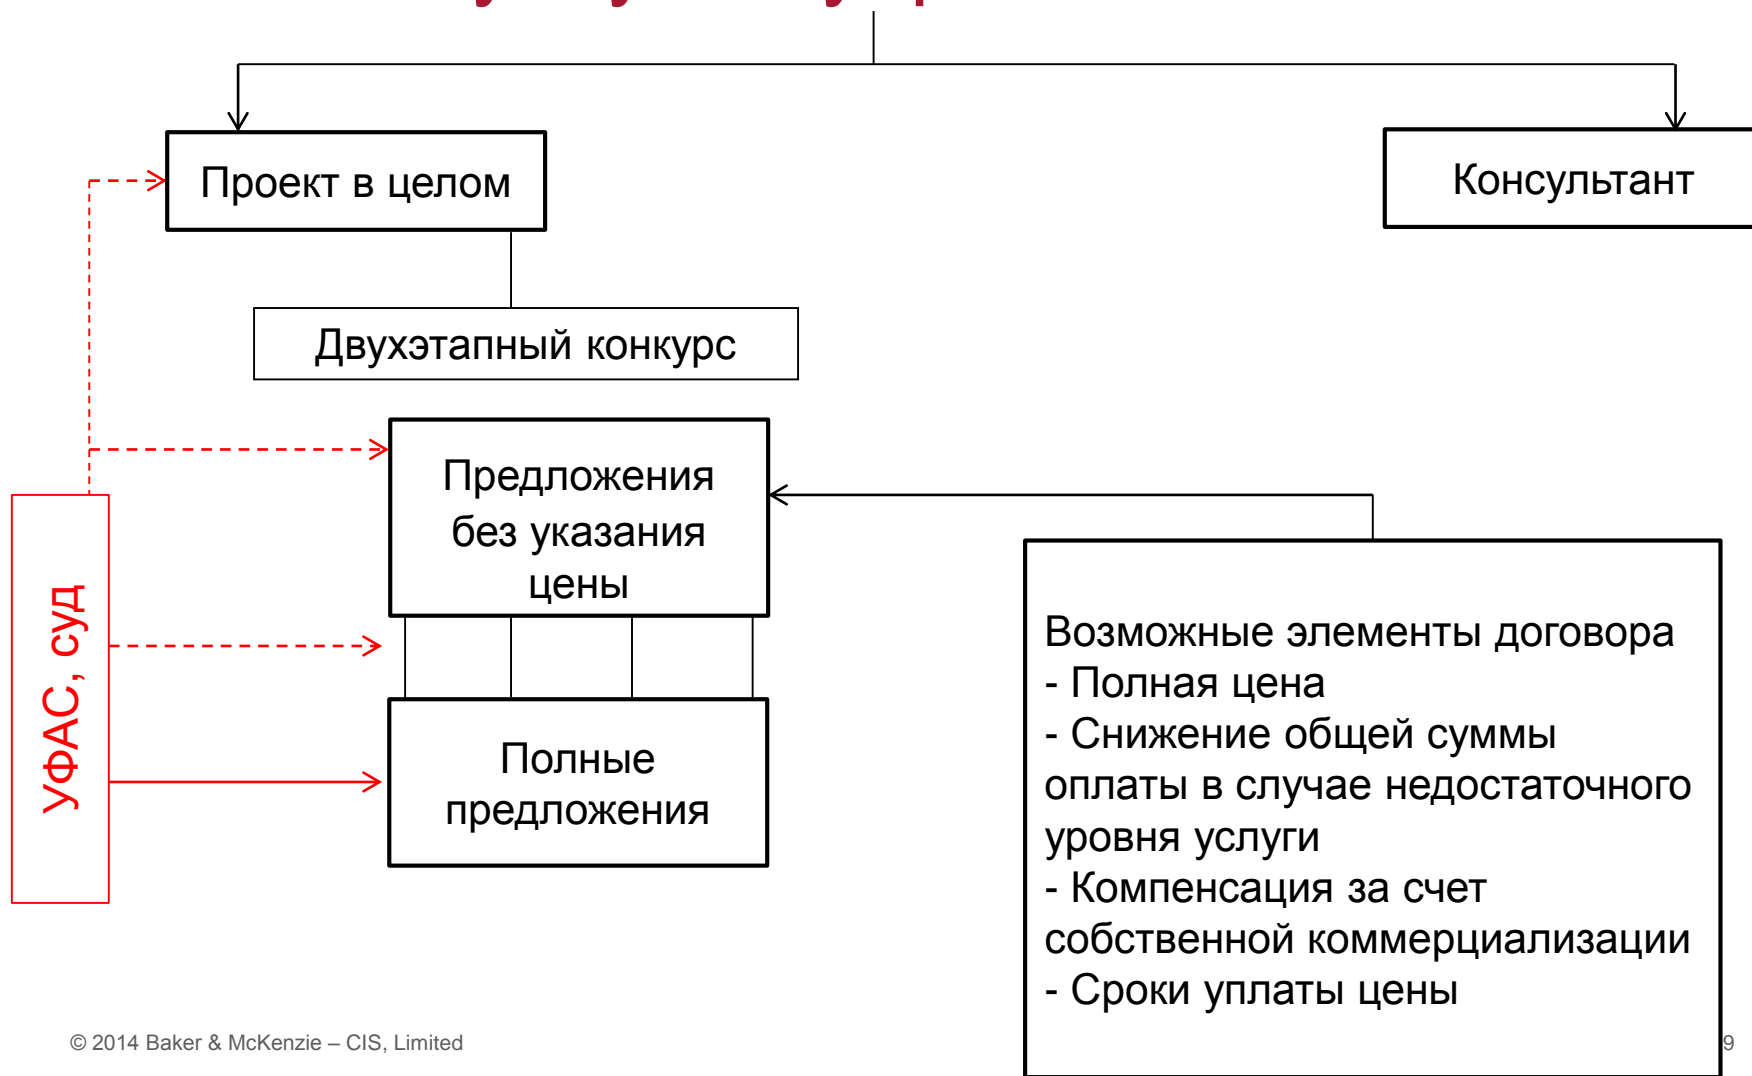 Проект в целом
Консультант
Двухэтапный конкурс
Предложения
без указания
цены
УФАС, суд
Полные
предложения
Возможные элементы договора
- Полная цена
- Снижение общей суммы
оплаты в случае недостаточного
уровня услуги
- Компенсация за счет
собственной коммерциализации
- Сроки уплаты цены
© 2014 Baker & McKenzie – CIS, Limited
9